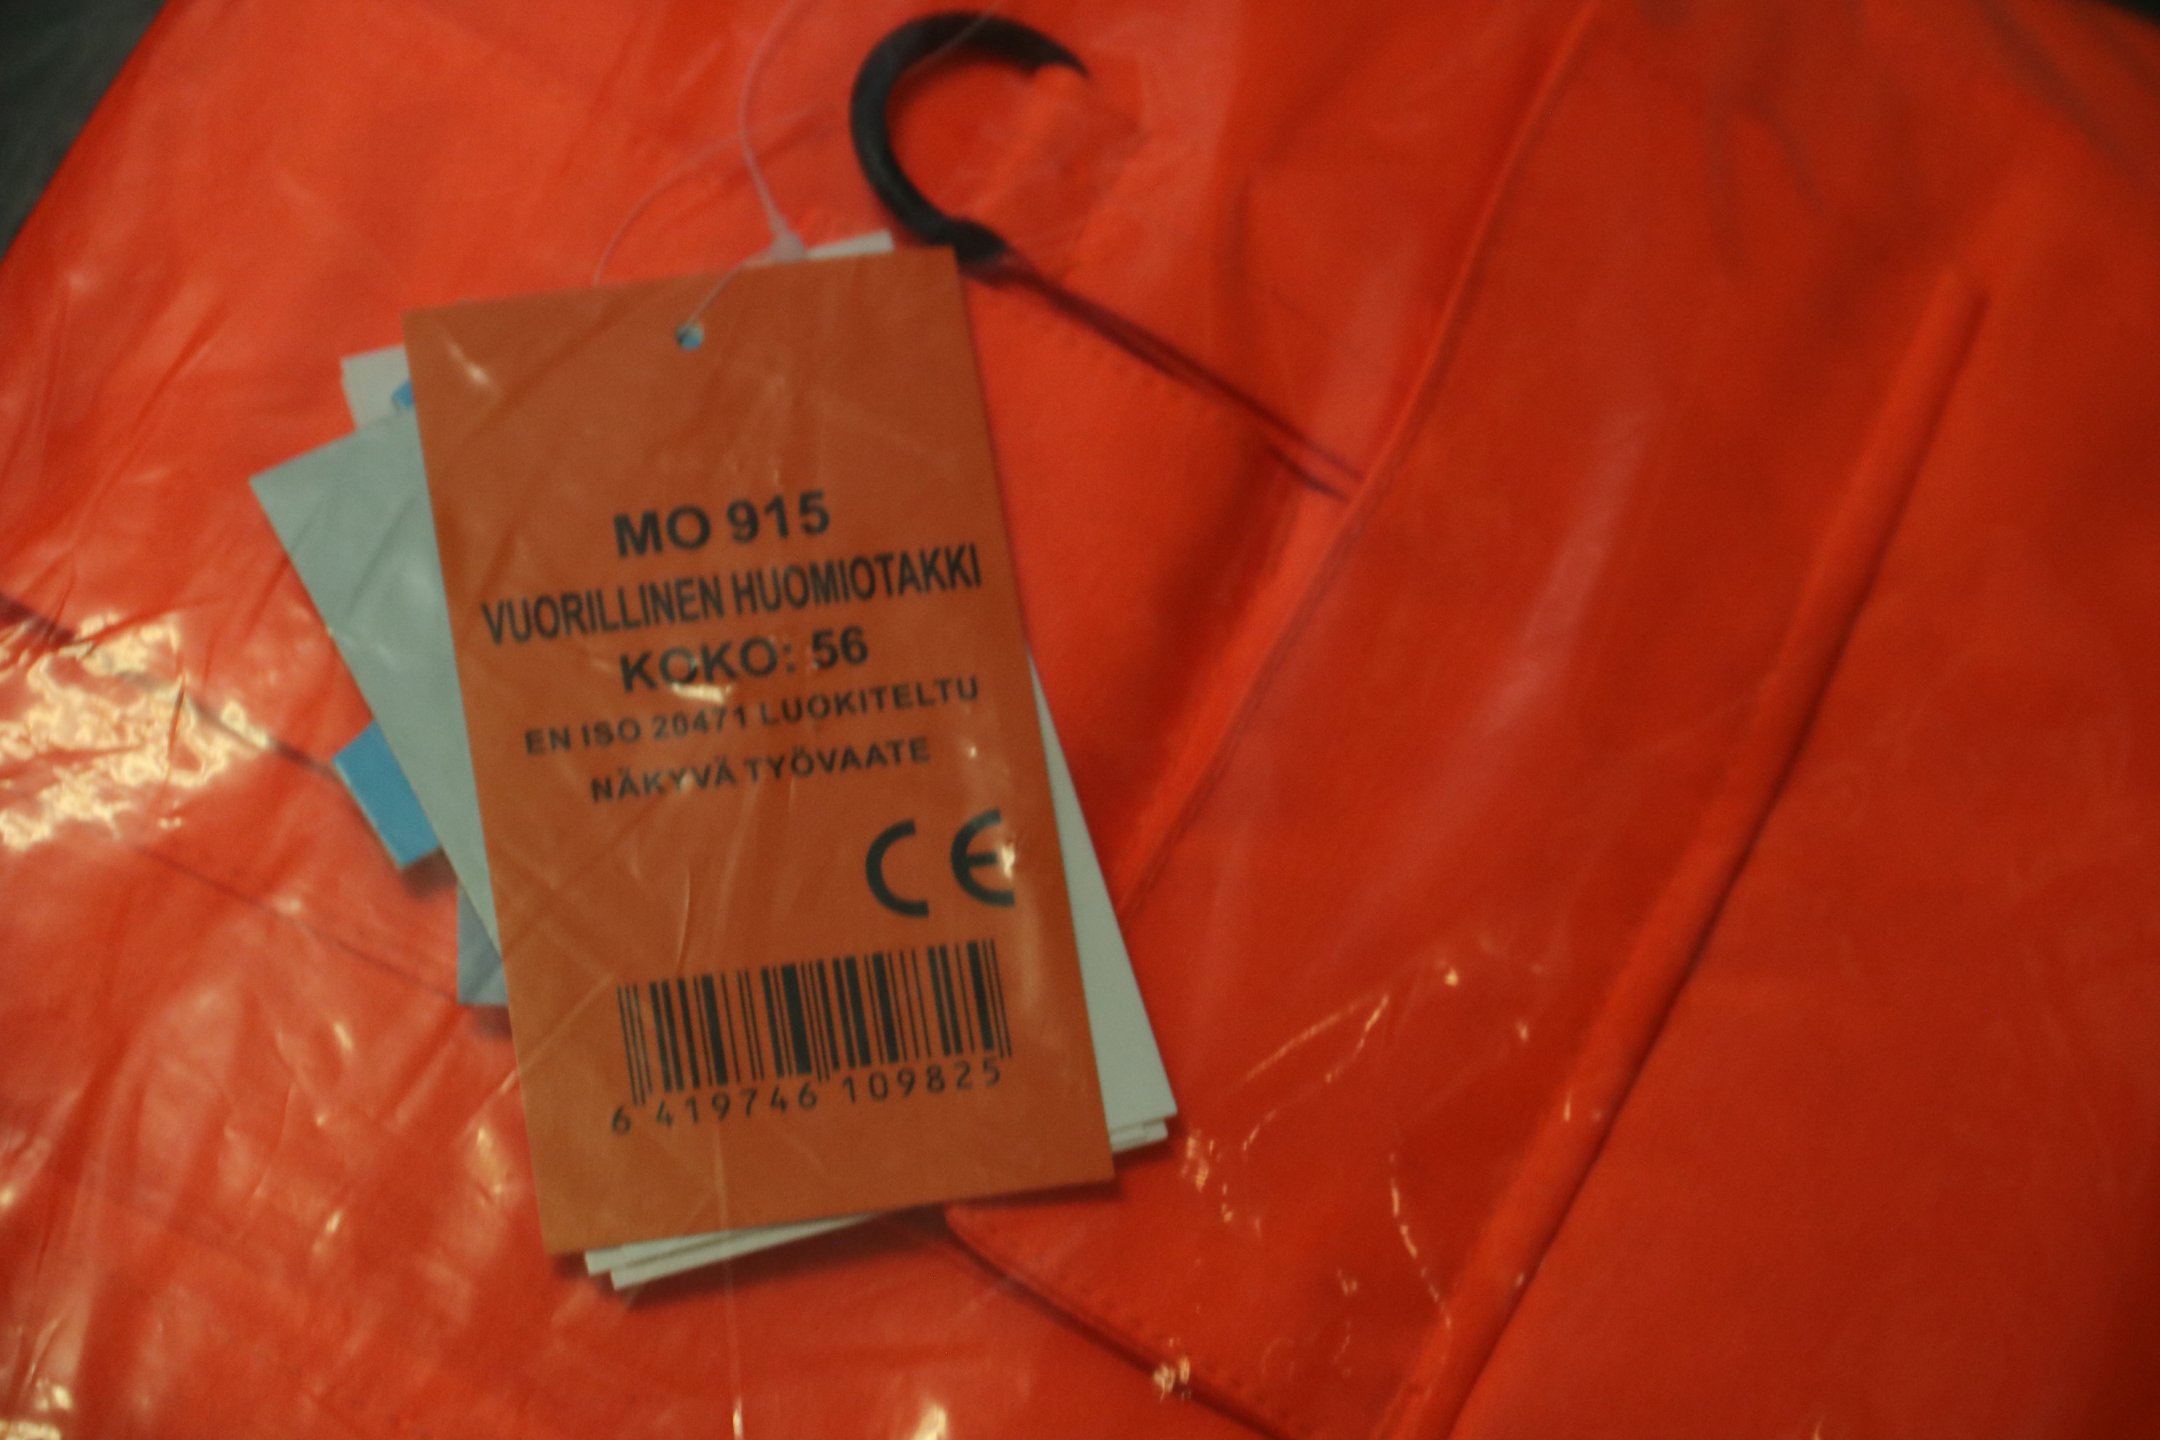 MO 915
VUORILLINEN HUOMIOTAKKI
KOKO: 56
EN ISO 20471 LUOKITELTU
NÄKYVÄ TYÖVAATE
CE
6 419746 109825